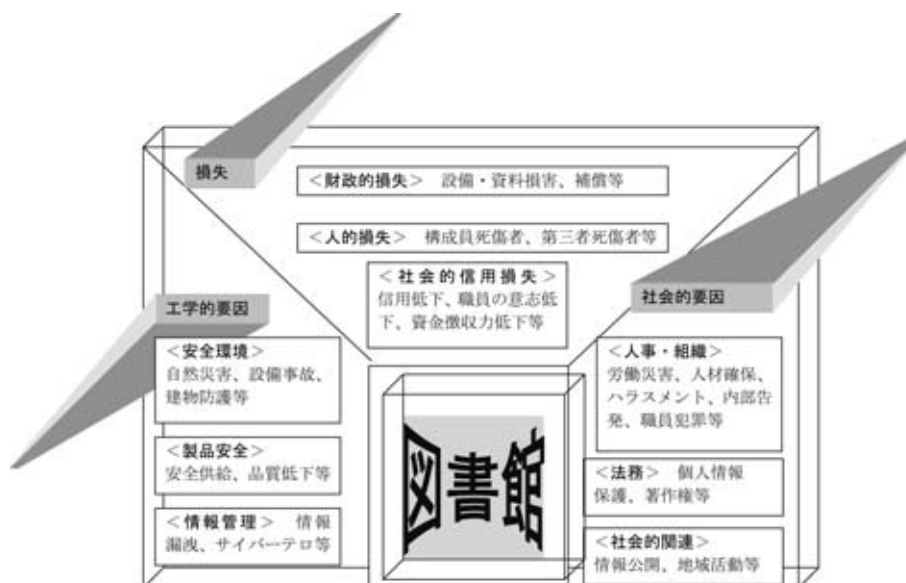 損失
<財政的損失> 設備・資料損害、補償等
<人的損失> 構成員死傷者、第三者死傷者等
<社会的信用損失>
信用低下、職員の意志低
下、資金徴収力低下等
工学的要因
<安全環境>
自然災害、設備事故、
建物防護等
<製品安全>
安全供給、品質低下等
<情報管理> 情報
漏洩、サイバーテロ等
社会的要因
<人事・組織>
労働災害、人材確保、
ハラスメント、内部告
発、職員犯罪等
<法務> 個人情報
保護、著作権等
<社会的関連>
情報公開、地域活動等
図書館